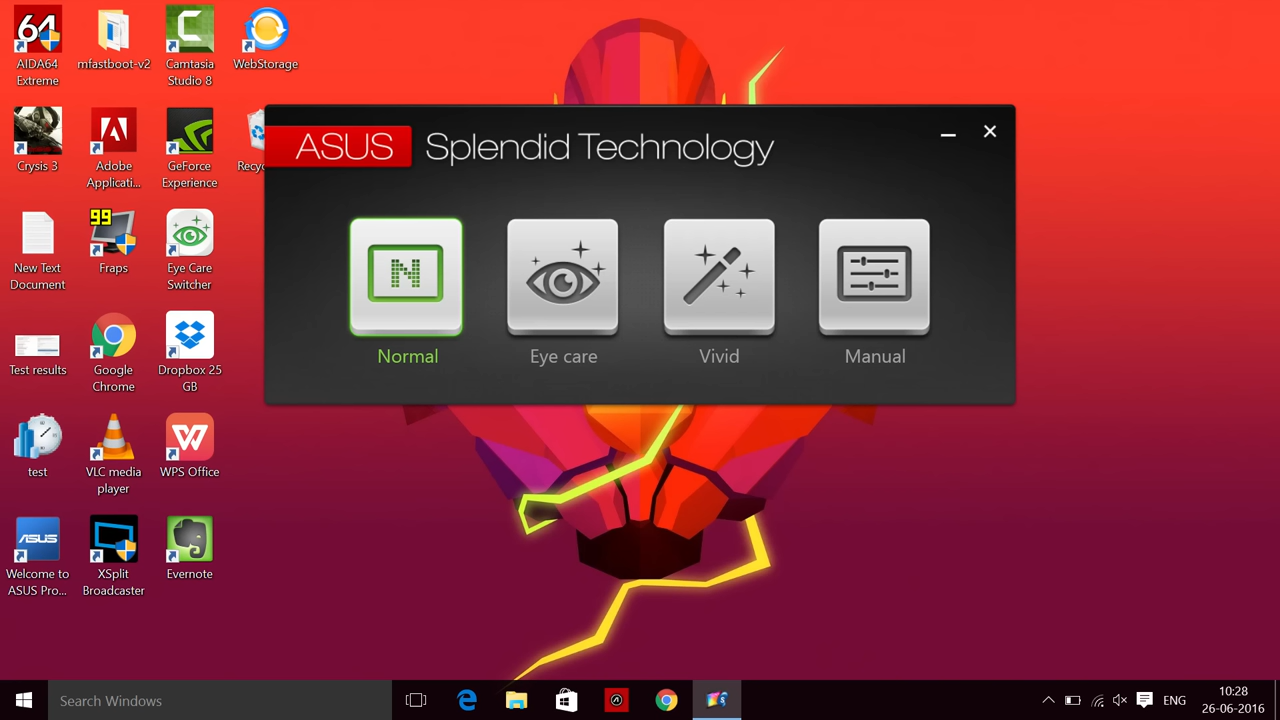 64
AIDA64
Extreme
mfastboot-v2
Camtasia
Studio 8
WebStorage
Crysis 3
Adobe
Applicati...
GeForce
Experience
Recyc
ASUS Splendid Technology
N
Normal
Eye care
Vivid
Manual
New Text
Document
99
Fraps
Eye Care
Switcher
Test results
Google
Chrome
Dropbox 25
GB
test
VLC media
player
WPS Office
ASUS
Welcome to
ASUS Pro...
XSplit
Broadcaster
Evernote
Search Windows
ENG
10:28
26-06-2016